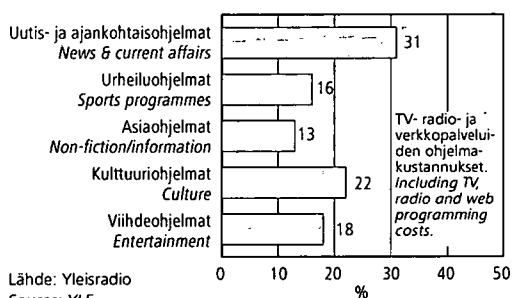 Uutis- ja ajankohtaisohjelmat
News & current affairs
31
Urheiluohjelmat
Sports programmes
16
Asiaohjelmat
Non-fiction/information
13
Kulttuuriohjelmat
Culture
22
Viihdeohjelmat
Entertainment
18
TV- radio- ja
verkkopalvelui-
den ohjelma-
kustannukset.
Including TV,
radio and web
programming
costs.
0 10 20 30 40 50
%
Lähde: Yleisradio